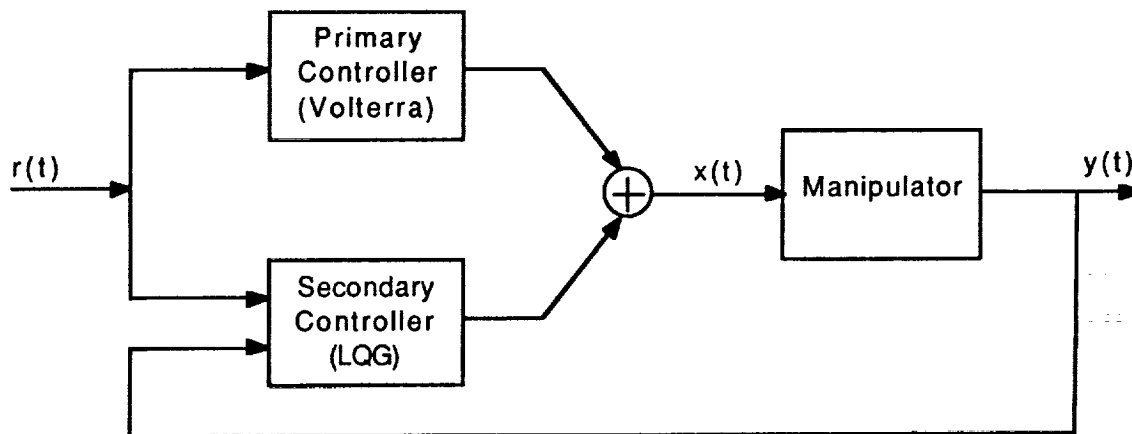 Primary
Controller
(Volterra)
r(t)
x(t)
Manipulator
y(t)
Secondary
Controller
(LQG)